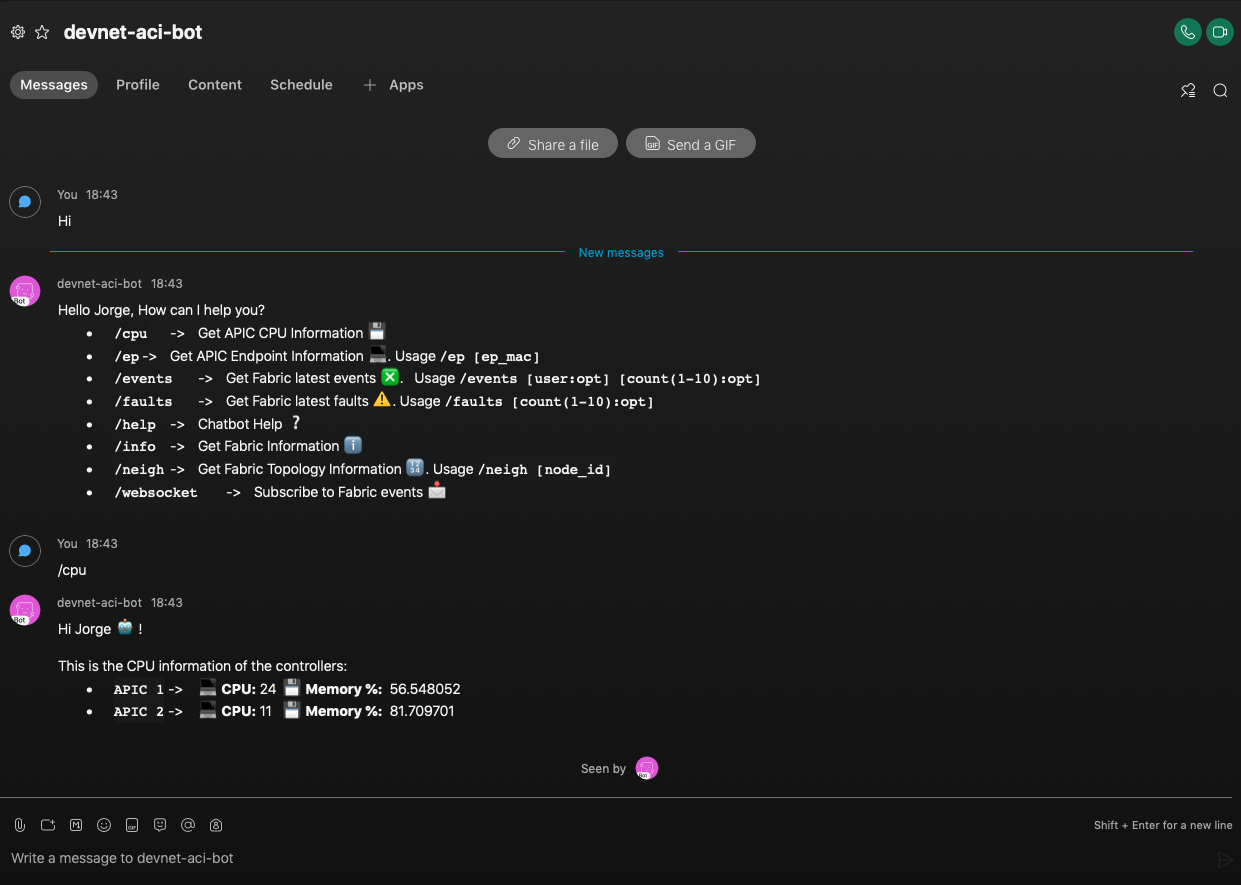 devnet-aci-bot
Messages Profile Content Schedule + Apps
Share a file GIF Send a GIF
You 18:43
Hi
New messages
Bot devnet-aci-bot 18:43
Hello Jorge, How can I help you?
• /cpu -> Get APIC CPU Information 💾
• /ep -> Get APIC Endpoint Information 💻. Usage /ep [ep_mac]
• /events -> Get Fabric latest events ❎. Usage /events [user:opt] [count(1-10):opt]
• /faults -> Get Fabric latest faults ⚠️. Usage /faults [count(1-10):opt]
• /help -> Chatbot Help ❔
• /info -> Get Fabric Information ℹ️
• /neigh -> Get Fabric Topology Information 🔢. Usage /neigh [node_id]
• /websocket -> Subscribe to Fabric events 📩
You 18:43
/cpu
Bot devnet-aci-bot 18:43
Hi Jorge 🤖 !
This is the CPU information of the controllers:
• APIC 1 -> 💻 CPU: 24 💾 Memory %: 56.548052
• APIC 2 -> 💻 CPU: 11 💾 Memory %: 81.709701
Seen by Bot
M GIF @ Shift + Enter for a new line
Write a message to devnet-aci-bot